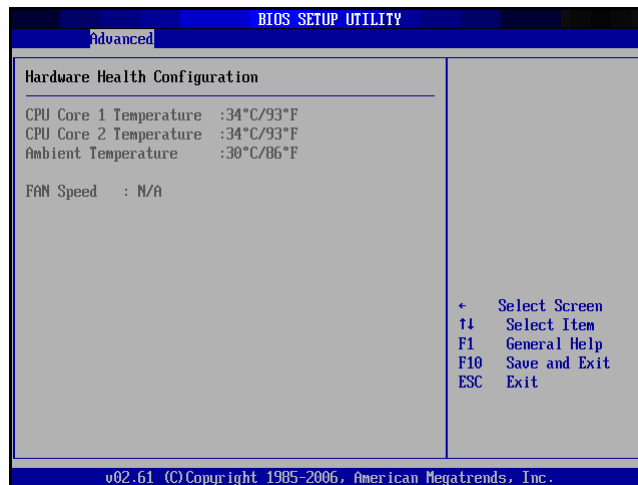 BIOS SETUP UTILITY
Advanced
Hardware Health Configuration
CPU Core 1 Temperature :34°C/93°F
CPU Core 2 Temperature :34°C/93°F
Ambient Temperature :30°C/86°F
FAN Speed : N/A
← Select Screen
↑↓ Select Item
F1 General Help
F10 Save and Exit
ESC Exit
v02.61 (C)Copyright 1985-2006, American Megatrends, Inc.